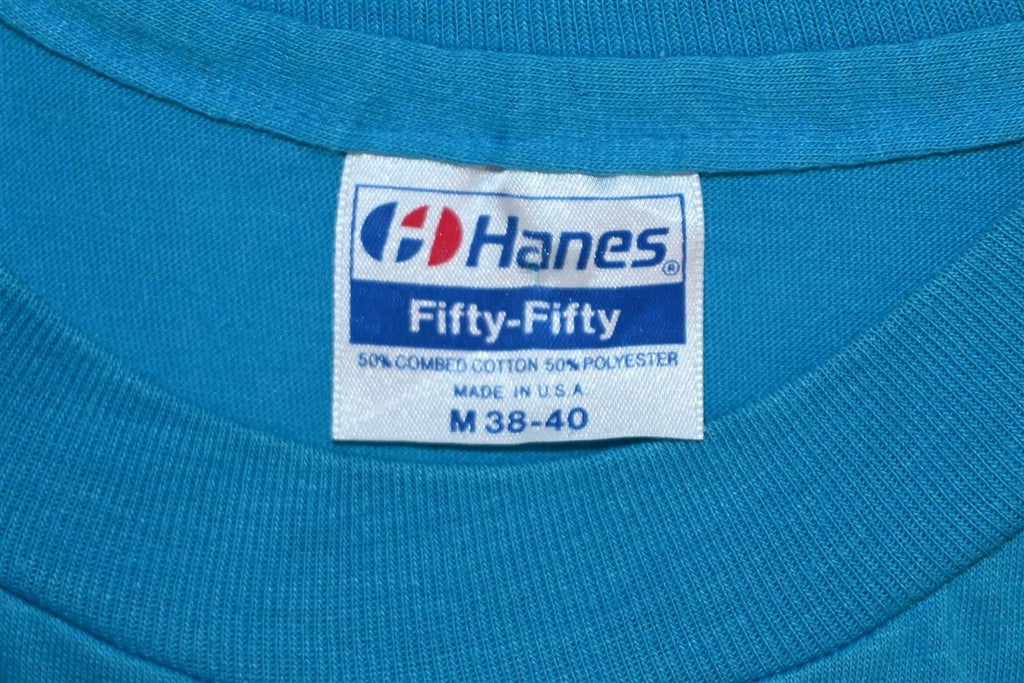 Hanes®
Fifty-Fifty
50% COMBED COTTON 50% POLYESTER
MADE IN U.S.A
M 38-40